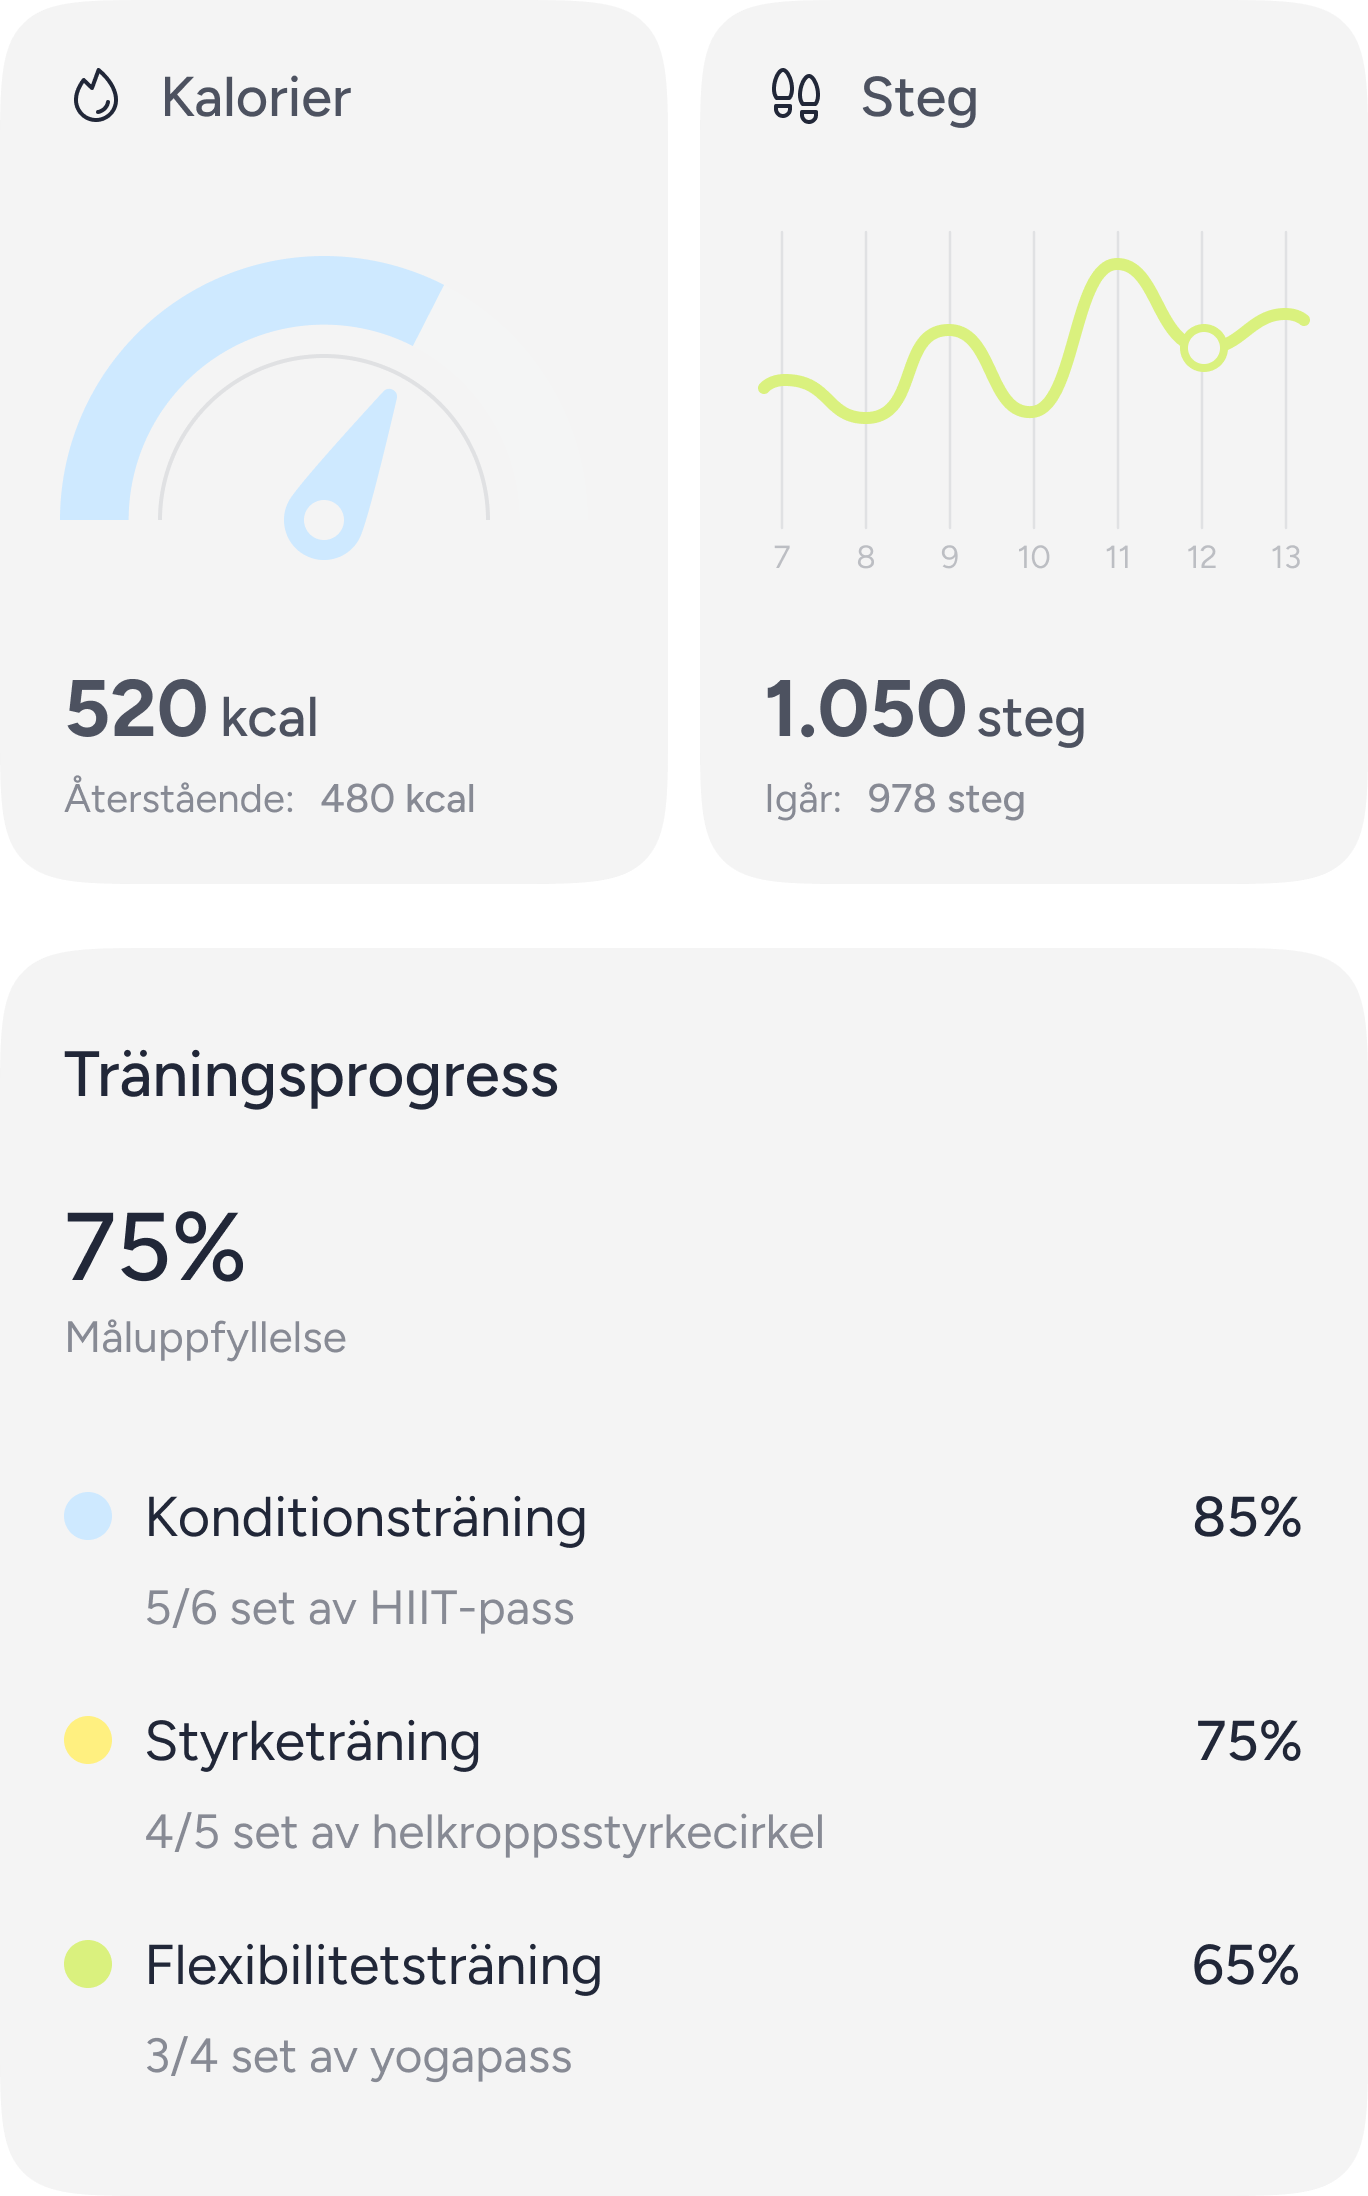 Kalorier
520 kcal
Återstående: 480 kcal
Steg
7 8 9 10 11 12 13
1.050 steg
Igår: 978 steg
Träningsprogress
75%
Måluppfyllelse
Konditionsträning 85%
5/6 set av HIIT-pass
Styrketräning 75%
4/5 set av helkroppsstyrkecirkel
Flexibilitetsträning 65%
3/4 set av yogapass